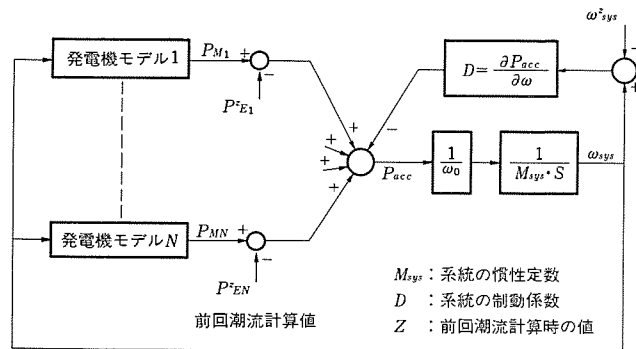 ω^z_sys
発電機モデル1
P_M1
+
−
P^z_E1
D=∂P_acc/∂ω
−
+
+
+
+
+
−
P_acc
1/ω_0
1/(M_sys・S)
ω_sys
発電機モデルN
P_MN
+
−
P^z_EN
前回潮流計算値
M_sys：系統の慣性定数
D ：系統の制動係数
Z ：前回潮流計算時の値